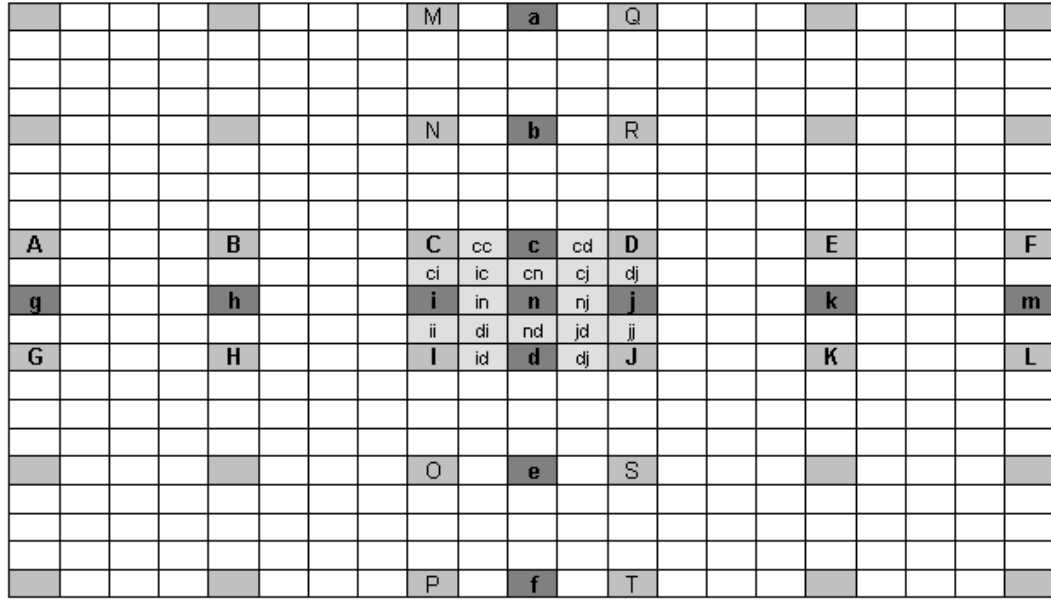 M a Q
N b R
A B C cc c cd D E F
ci ic cn cj dj
g h i in n nj j k m
ii di nd jd jj
G H I id d dj J K L
O e S
P f T